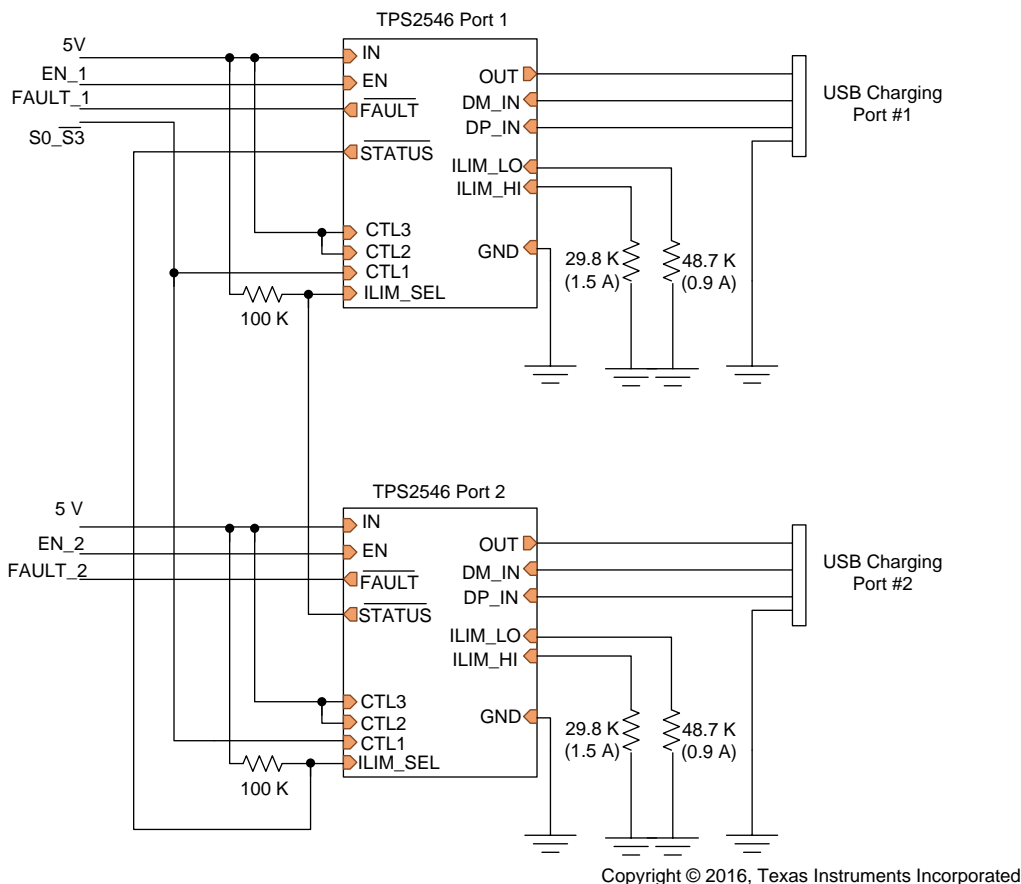 TPS2546 Port 1
5V
EN_1
FAULT_1
S0_S3
IN
EN
FAULT
STATUS
CTL3
CTL2
CTL1
ILIM_SEL
100 K
OUT
DM_IN
DP_IN
ILIM_LO
ILIM_HI
GND
29.8 K
(1.5 A)
48.7 K
(0.9 A)
USB Charging
Port #1
TPS2546 Port 2
5 V
EN_2
FAULT_2
IN
EN
FAULT
STATUS
CTL3
CTL2
CTL1
ILIM_SEL
100 K
OUT
DM_IN
DP_IN
ILIM_LO
ILIM_HI
GND
29.8 K
(1.5 A)
48.7 K
(0.9 A)
USB Charging
Port #2
Copyright © 2016, Texas Instruments Incorporated